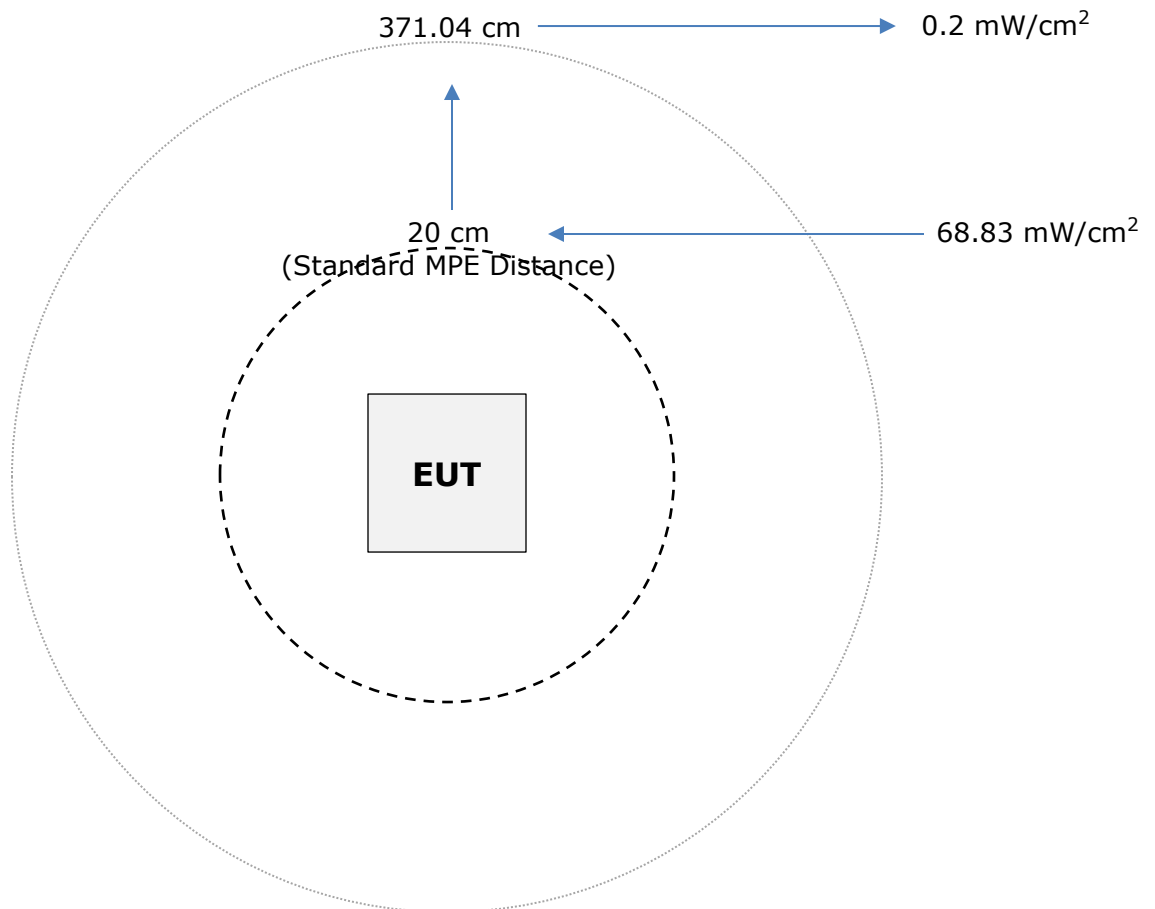 371.04 cm
0.2 mW/cm²
20 cm
68.83 mW/cm²
(Standard MPE Distance)
EUT